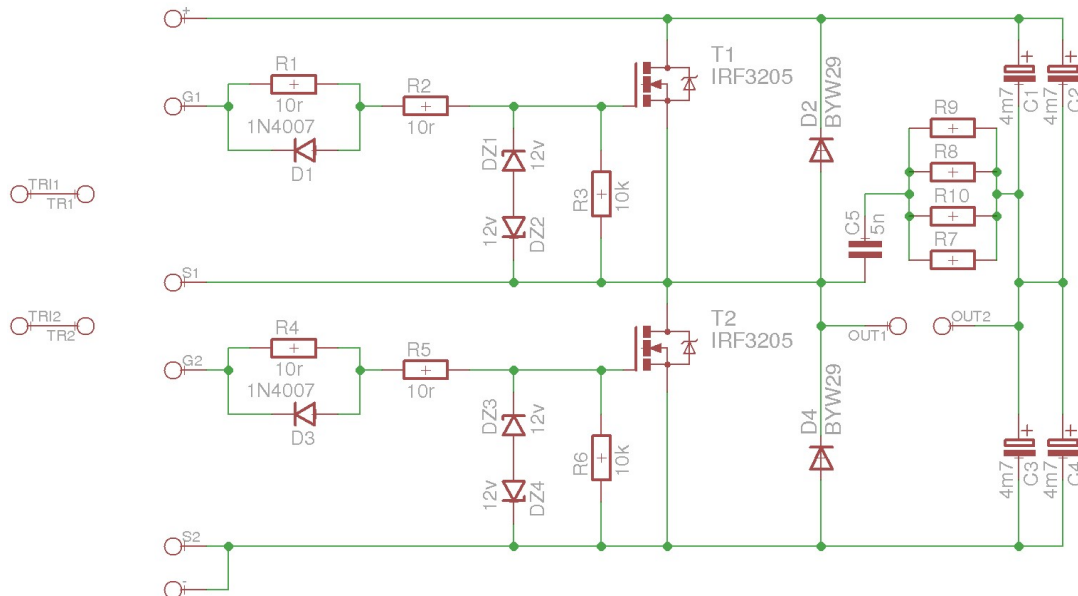 +
T1
IRF3205
R1
10r
1N4007
D1
G1
R2
10r
DZ1
12v
12v
DZ2
R3
10k
D2
BYW29
R9
R8
R10
R7
C5
5n
4m7
C1
4m7
C2
TRI1
TR1
S1
TRI2
TR2
OUT1
OUT2
T2
IRF3205
R4
10r
1N4007
D3
G2
R5
10r
DZ3
12v
12v
DZ4
R6
10k
D4
BYW29
4m7
C3
4m7
C4
S2
-